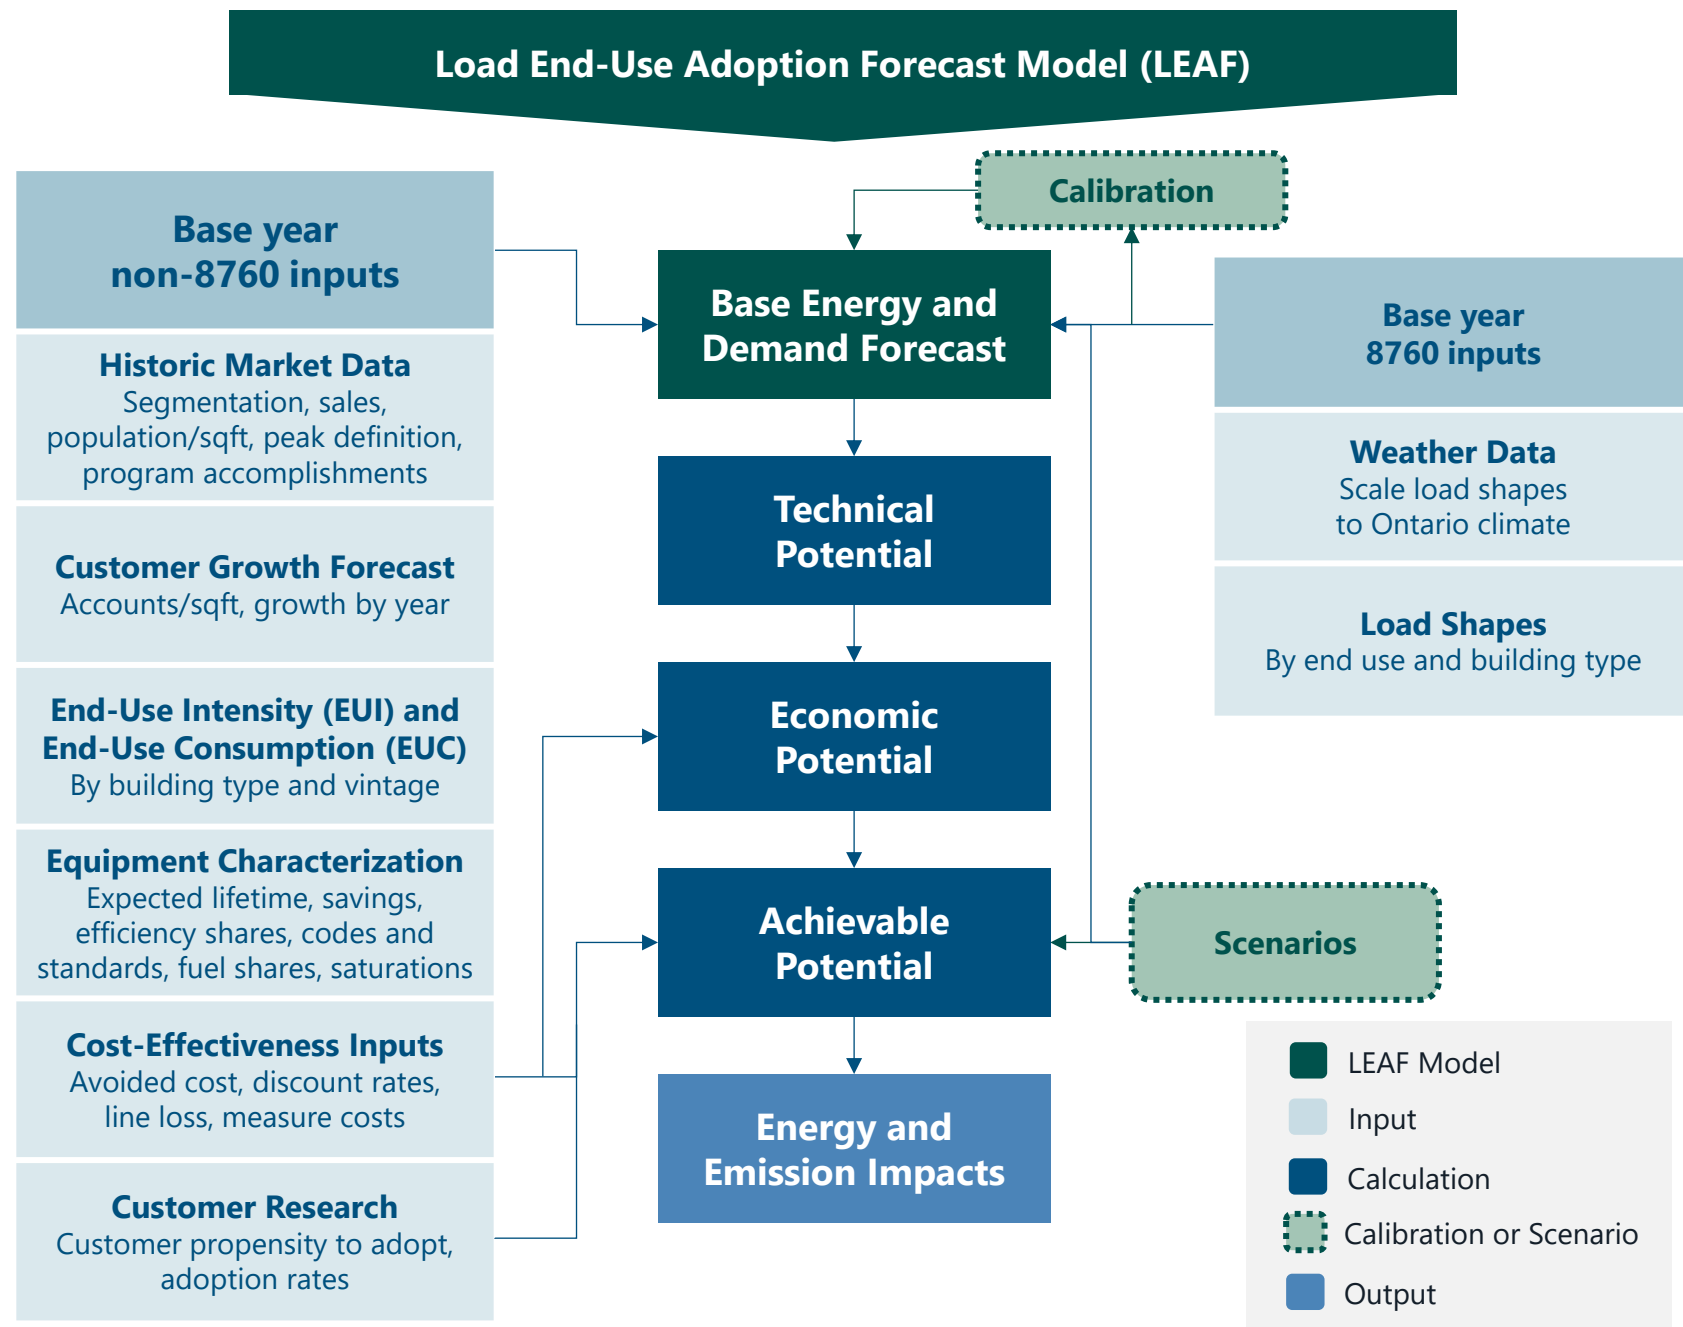 Load End-Use Adoption Forecast Model (LEAF)
Calibration
Base year
non-8760 inputs
Historic Market Data
Segmentation, sales,
population/sqft, peak definition,
program accomplishments
Customer Growth Forecast
Accounts/sqft, growth by year
End-Use Intensity (EUI) and
End-Use Consumption (EUC)
By building type and vintage
Equipment Characterization
Expected lifetime, savings,
efficiency shares, codes and
standards, fuel shares, saturations
Cost-Effectiveness Inputs
Avoided cost, discount rates,
line loss, measure costs
Customer Research
Customer propensity to adopt,
adoption rates
Base Energy and
Demand Forecast
Technical
Potential
Economic
Potential
Achievable
Potential
Energy and
Emission Impacts
Base year
8760 inputs
Weather Data
Scale load shapes
to Ontario climate
Load Shapes
By end use and building type
Scenarios
LEAF Model
Input
Calculation
Calibration or Scenario
Output